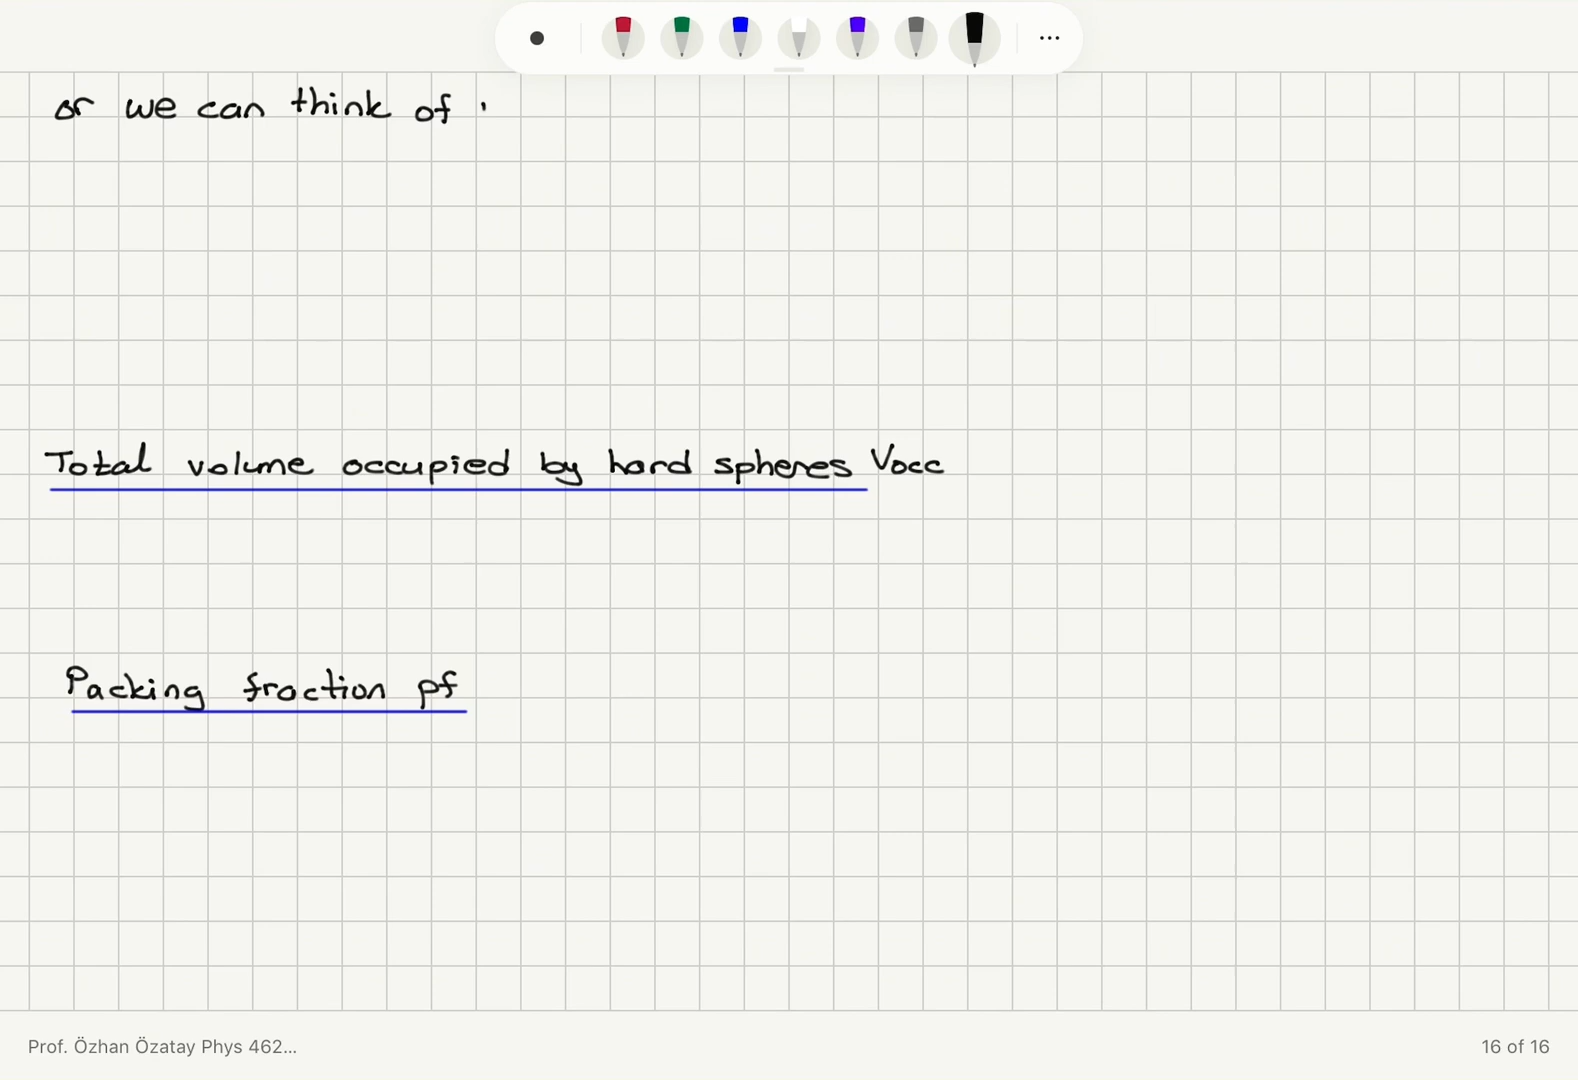 or we can think of
Total volume occupied by hard spheres Vocc
Packing fraction pf
Prof. Özhan Özatay Phys 462...
16 of 16